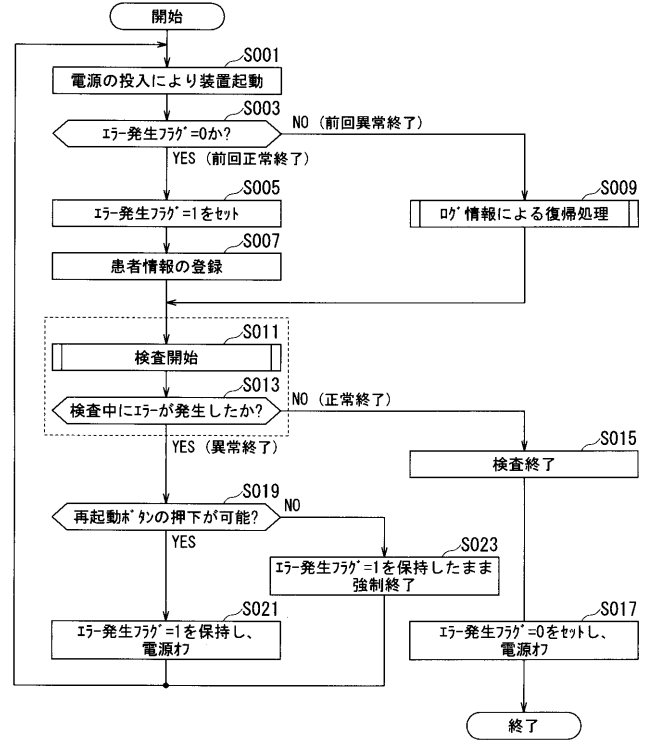 開始
S001
電源の投入により装置起動
S003
ｴﾗｰ発生ﾌﾗｸﾞ=0か?
NO (前回異常終了)
YES (前回正常終了)
S005
ｴﾗｰ発生ﾌﾗｸﾞ=1をｾｯﾄ
S009
ﾛｸﾞ情報による復帰処理
S007
患者情報の登録
S011
検査開始
S013
検査中にｴﾗｰが発生したか?
NO (正常終了)
YES (異常終了)
S015
検査終了
S019
再起動ﾎﾞﾀﾝの押下が可能?
NO
YES
S023
ｴﾗｰ発生ﾌﾗｸﾞ=1を保持したまま
強制終了
S021
ｴﾗｰ発生ﾌﾗｸﾞ=1を保持し、
電源ｵﾌ
S017
ｴﾗｰ発生ﾌﾗｸﾞ=0をｾｯﾄし、
電源ｵﾌ
終了